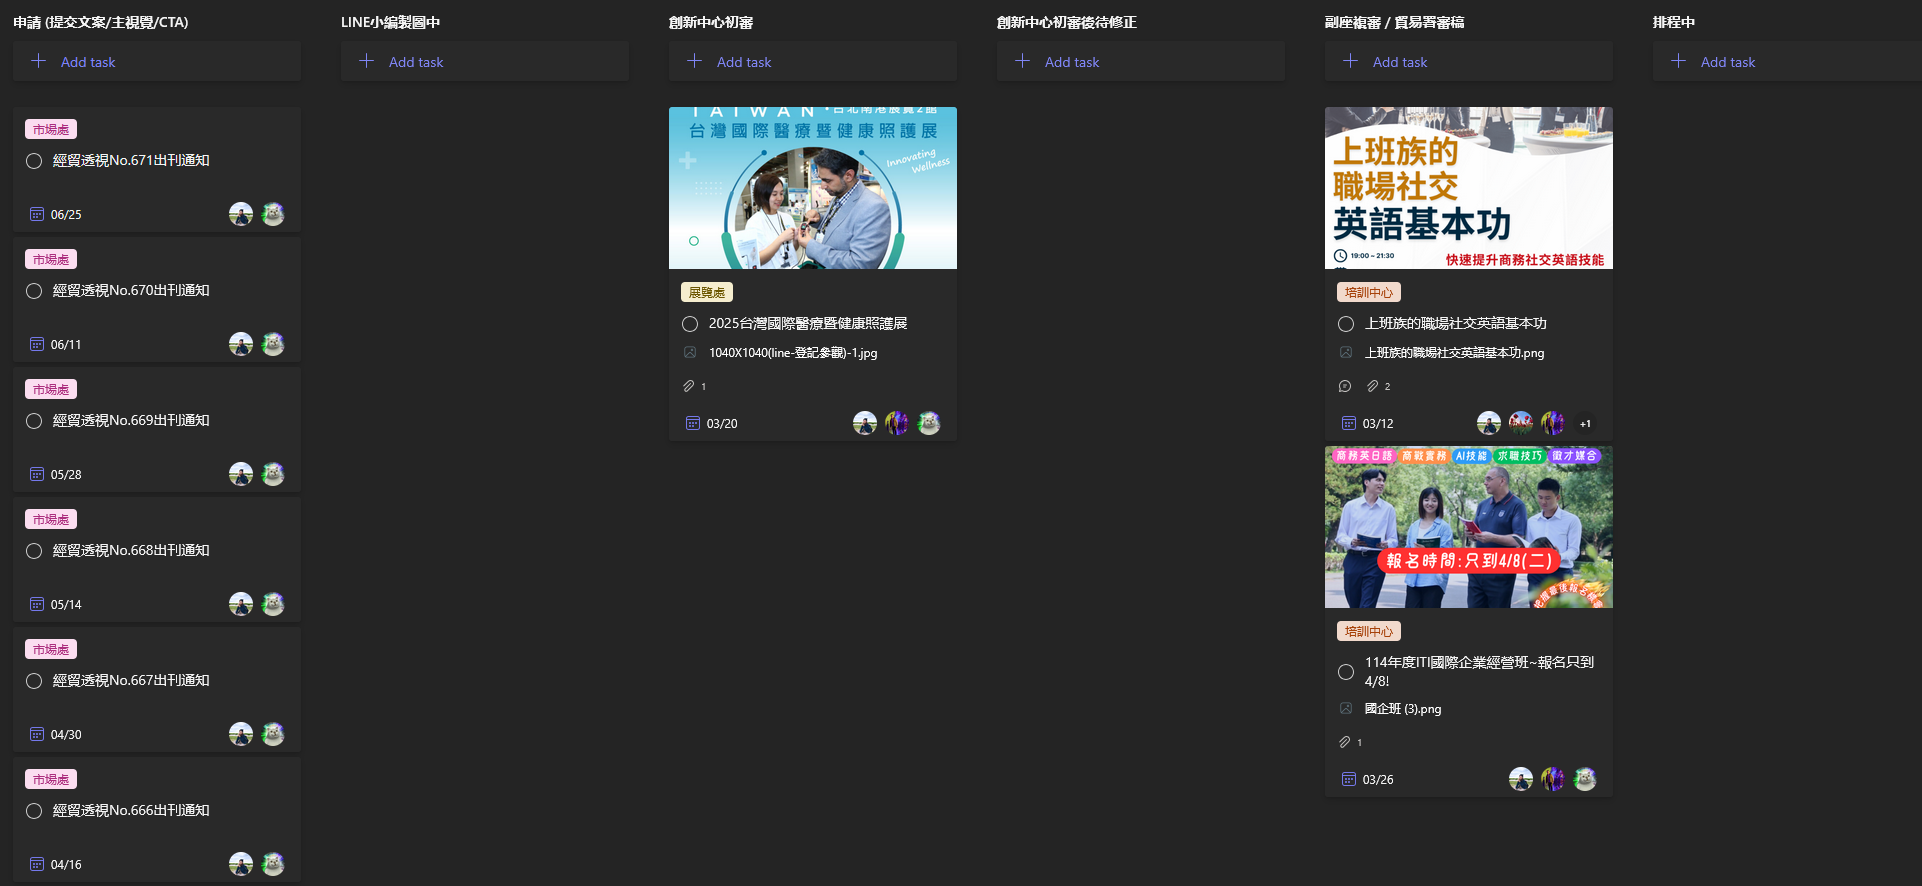 申請 (提交文案/主視覺/CTA)
Add task
市場處
經貿透視No.671出刊通知
06/25
市場處
經貿透視No.670出刊通知
06/11
市場處
經貿透視No.669出刊通知
05/28
市場處
經貿透視No.668出刊通知
05/14
市場處
經貿透視No.667出刊通知
04/30
市場處
經貿透視No.666出刊通知
04/16
LINE小編製圖中
Add task
創新中心初審
Add task
TAIWAN •台北南港展覽2館
台灣國際醫療暨健康照護展
Innovating
Wellness
展覽處
2025台灣國際醫療暨健康照護展
1040X1040(line-登記參觀)-1.jpg
1
03/20
創新中心初審後待修正
Add task
副座複審 / 貿易署審稿
Add task
上班族的
職場社交
英語基本功
19:00 ~ 21:30
快速提升商務社交英語技能
培訓中心
上班族的職場社交英語基本功
上班族的職場社交英語基本功.png
2
03/12
+1
商務英日語 商戰實務 AI技能 求職技巧 徵才媒合
報名時間:只到4/8(二)
把握最後報名機會
培訓中心
114年度ITI國際企業經營班~報名只到
4/8!
國企班 (3).png
1
03/26
排程中
Add task